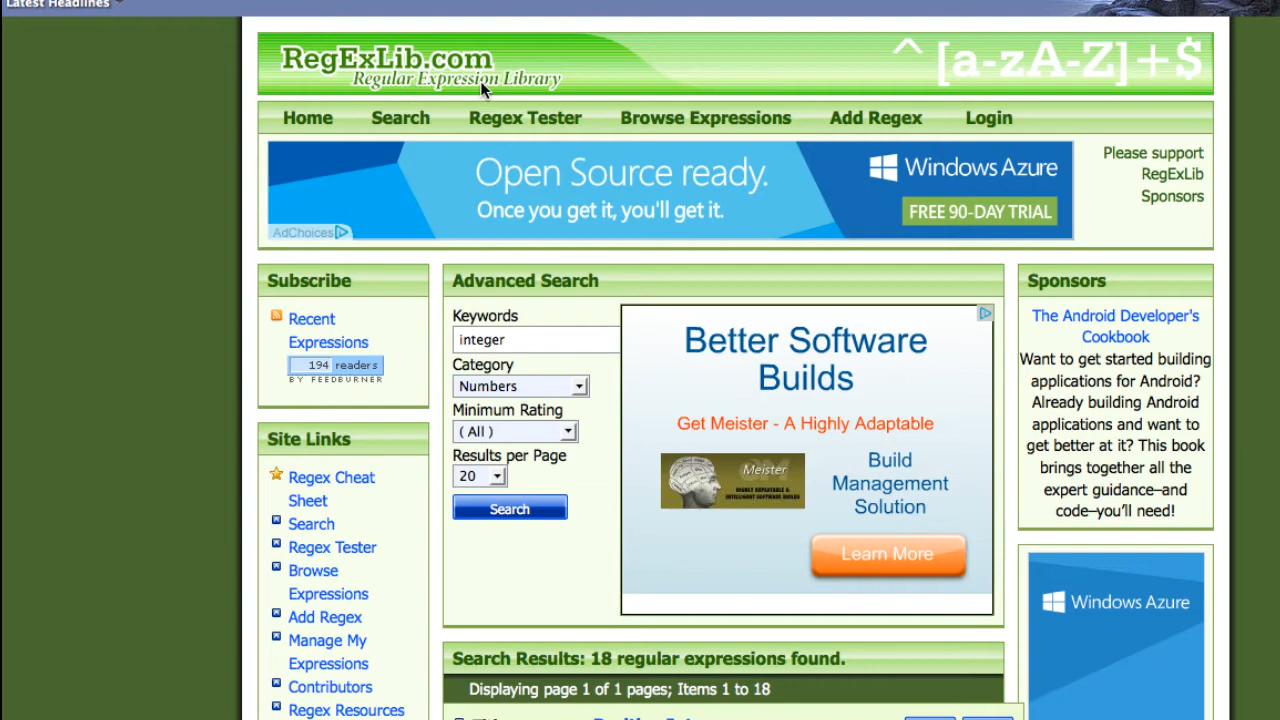 Latest Headlines
RegExLib.com
Regular Expression Library
^[a-zA-Z]+$
Home Search Regex Tester Browse Expressions Add Regex Login
Open Source ready.
Once you get it, you'll get it.
Windows Azure
FREE 90-DAY TRIAL
AdChoices
Please support
RegExLib
Sponsors
Subscribe
Recent
Expressions
194 readers
BY FEEDBURNER
Site Links
Regex Cheat
Sheet
Search
Regex Tester
Browse
Expressions
Add Regex
Manage My
Expressions
Contributors
Regex Resources
Advanced Search
Keywords
integer
Category
Numbers
Minimum Rating
( All )
Results per Page
20
Search
Better Software
Builds
Get Meister - A Highly Adaptable
Meister
HIGHLY REPEATABLE &
INTELLIGENT SOFTWARE BUILDS
Build
Management
Solution
Learn More
Search Results: 18 regular expressions found.
Displaying page 1 of 1 pages; Items 1 to 18
Sponsors
The Android Developer's
Cookbook
Want to get started building
applications for Android?
Already building Android
applications and want to
get better at it? This book
brings together all the
expert guidance–and
code–you'll need!
Windows Azure